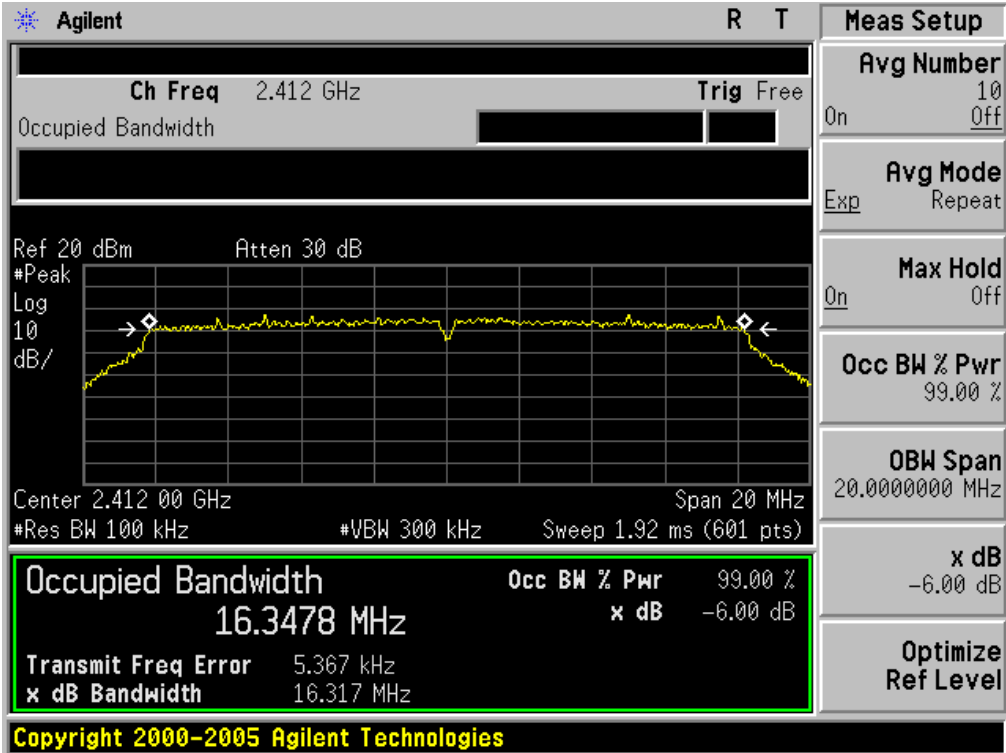 Agilent R T
Ch Freq 2.412 GHz Trig Free
Occupied Bandwidth
Ref 20 dBm Atten 30 dB
#Peak
Log
10
dB/
Center 2.412 00 GHz Span 20 MHz
#Res BW 100 kHz #VBW 300 kHz Sweep 1.92 ms (601 pts)
Occupied Bandwidth Occ BW % Pwr 99.00 %
16.3478 MHz x dB -6.00 dB
Transmit Freq Error 5.367 kHz
x dB Bandwidth 16.317 MHz
Copyright 2000-2005 Agilent Technologies
Meas Setup
Avg Number
10
On Off
Avg Mode
Exp Repeat
Max Hold
On Off
Occ BW % Pwr
99.00 %
OBW Span
20.0000000 MHz
x dB
-6.00 dB
Optimize
Ref Level